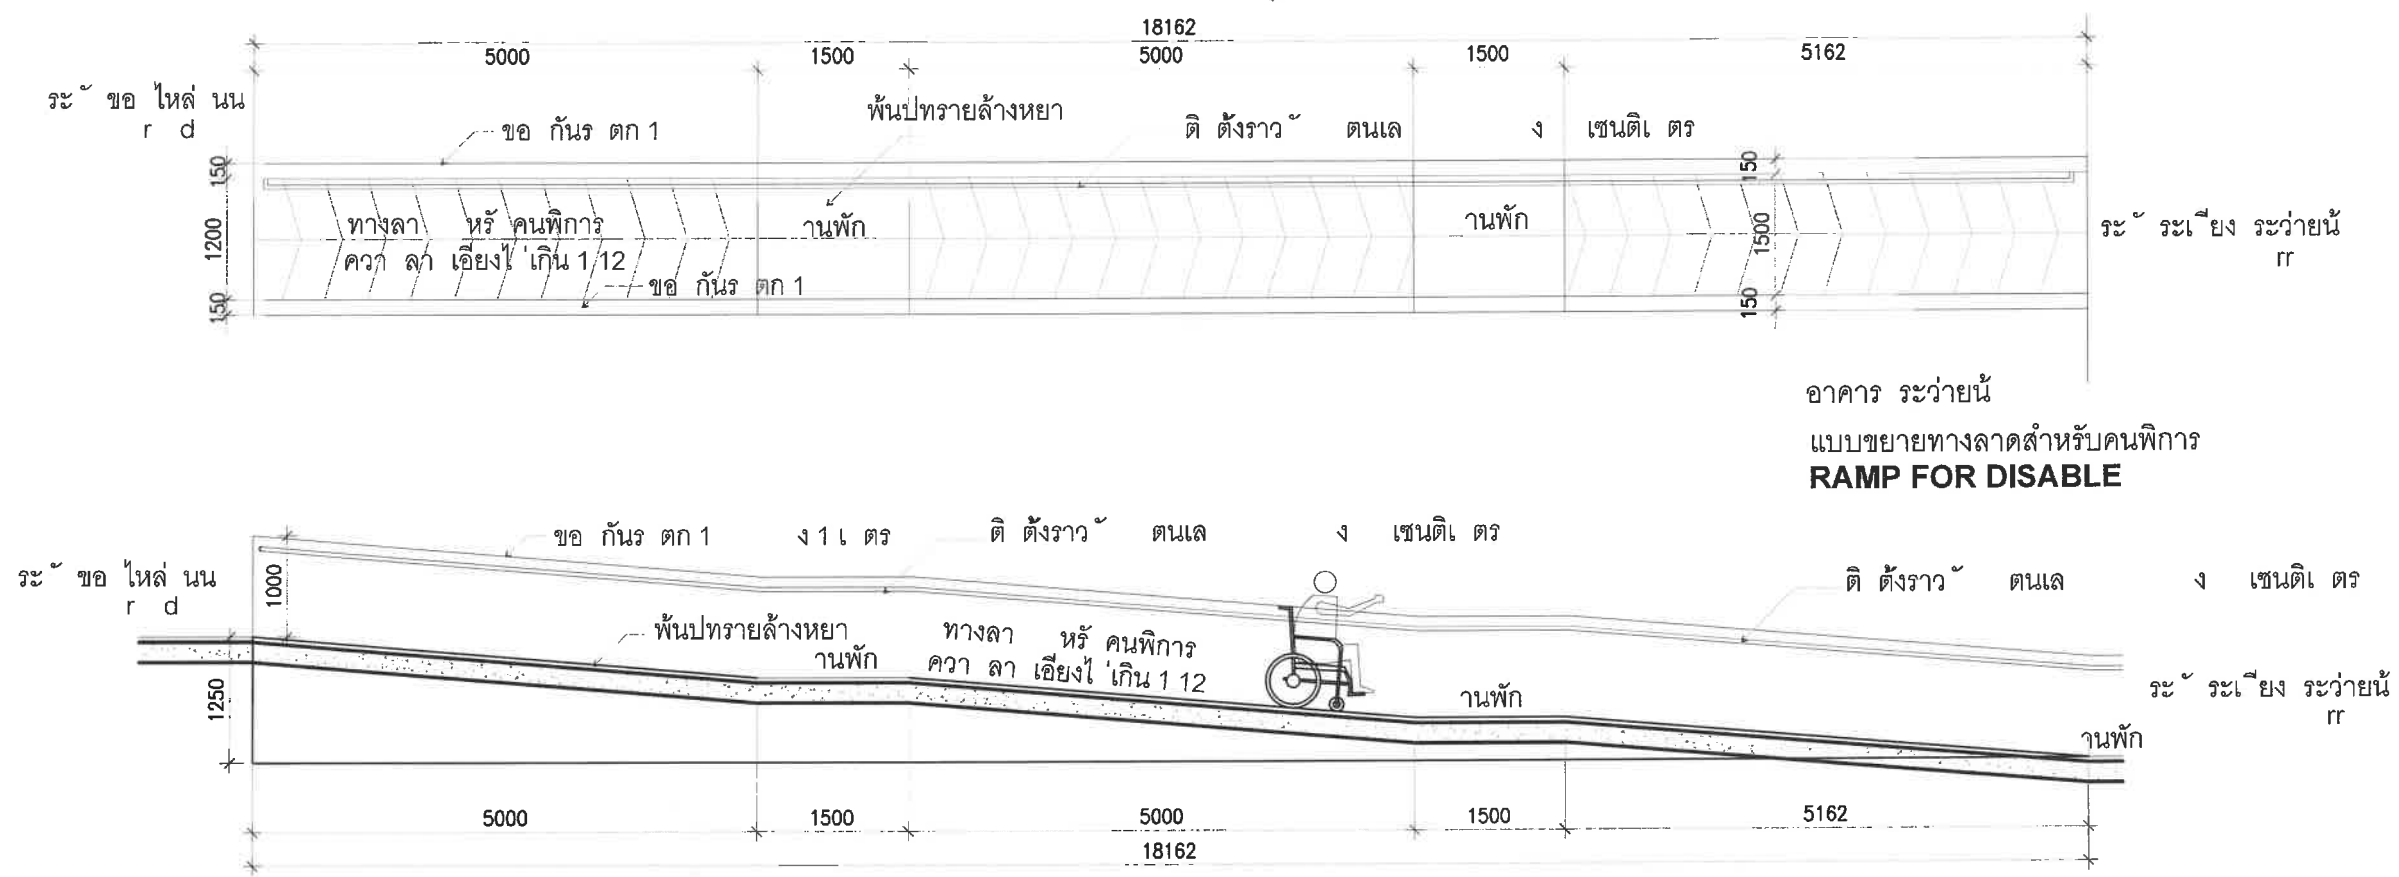 18162
5000 1500 5000 1500 5162
ระ ั ขอ ไหล่ นน
r d
ขอ กันร ตก 1
พ้นปทรายล้างหยา
ติ ตั้งราว ั ตนเล ง เซนติเ ตร
150
1200
150
150
1500
150
ทางลา หรั คนพิการ
ควา ลา เอียงไ ่เกิน 1 12
านพัก
านพัก
ขอ กันร ตก 1
ระ ั ระเ ียง ระว่ายน้
rr
อาคาร ระว่ายน้
แบบขยายทางลาดสำหรับคนพิการ
RAMP FOR DISABLE
ขอ กันร ตก 1 ง 1 เ ตร
ติ ตั้งราว ั ตนเล ง เซนติเ ตร
ระ ั ขอ ไหล่ นน
r d
1000
ติ ตั้งราว ั ตนเล ง เซนติเ ตร
พ้นปทรายล้างหยา
านพัก
ทางลา หรั คนพิการ
ควา ลา เอียงไ ่เกิน 1 12
1250
านพัก
ระ ั ระเ ียง ระว่ายน้
rr
านพัก
5000 1500 5000 1500 5162
18162